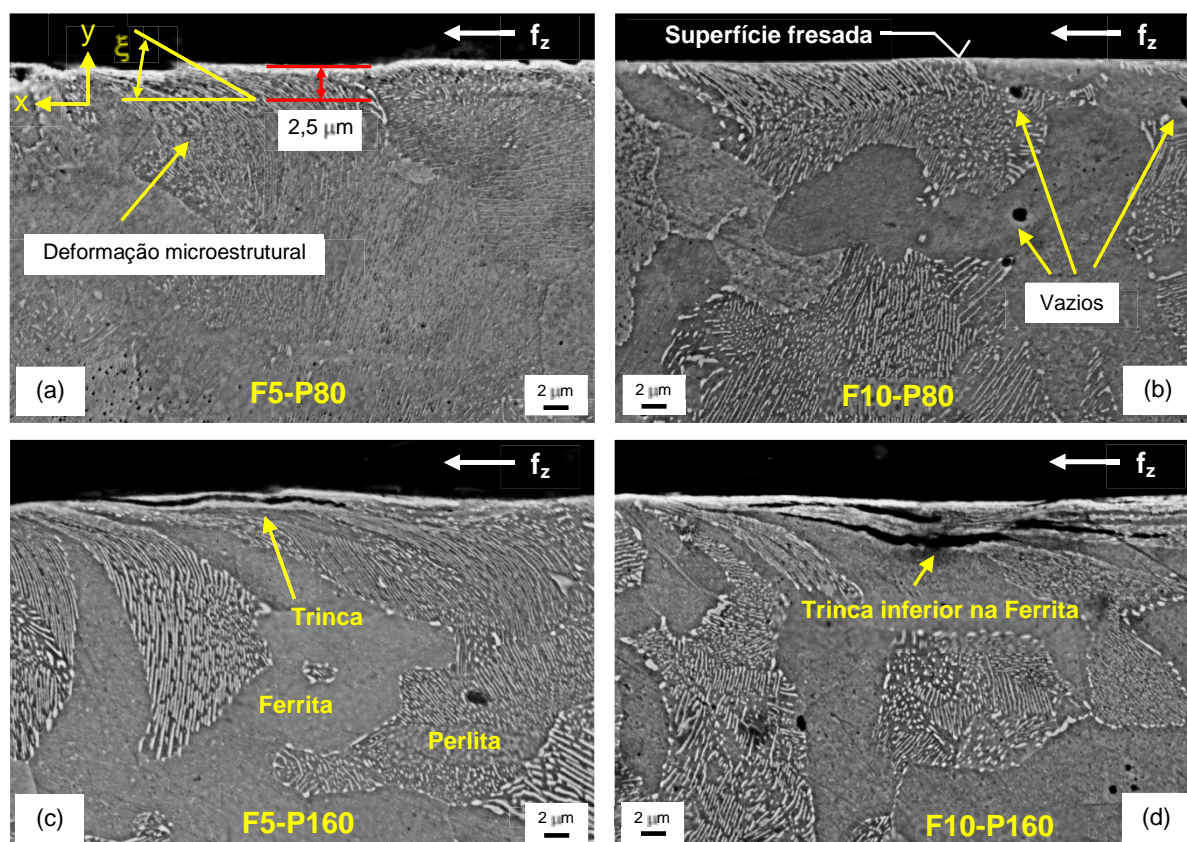 y
ξ
x
f_z
2,5 μm
Deformação microestrutural
(a)
F5-P80
2 μm
Superfície fresada
f_z
Vazios
2 μm
F10-P80
(b)
f_z
Trinca
Ferrita
Perlita
(c)
F5-P160
2 μm
f_z
Trinca inferior na Ferrita
2 μm
F10-P160
(d)